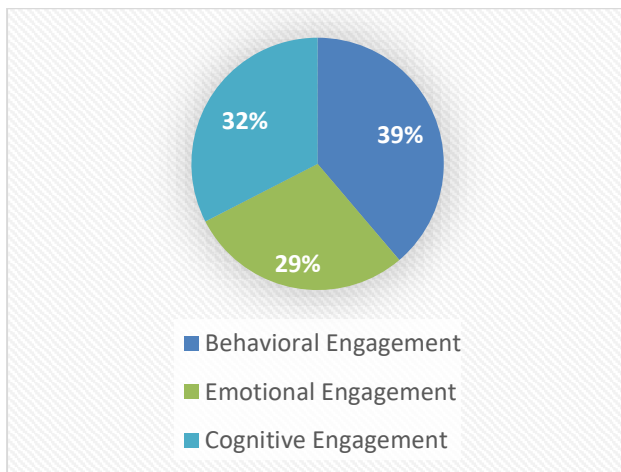 32%
39%
29%
Behavioral Engagement
Emotional Engagement
Cognitive Engagement